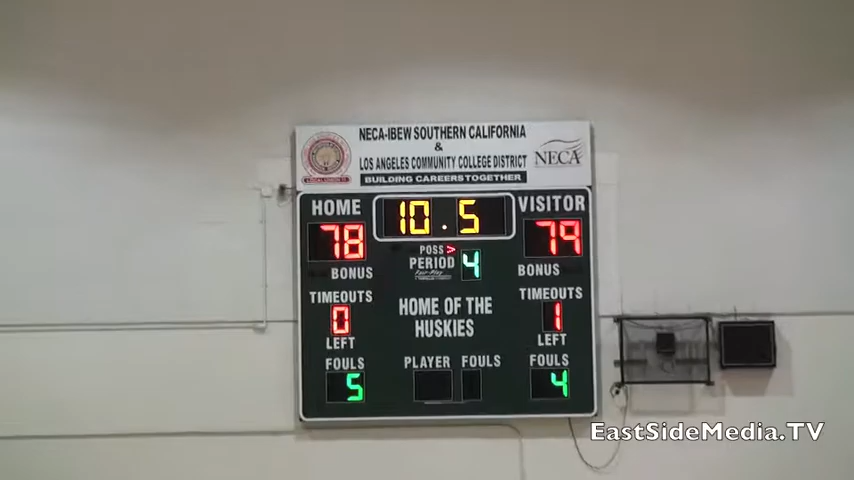 NECA-IBEW SOUTHERN CALIFORNIA
&
LOS ANGELES COMMUNITY COLLEGE DISTRICT
BUILDING CAREERS TOGETHER
NECA
HOME 10.5 VISITOR
78 79
POSS >
PERIOD 4
Fair-Play
BONUS BONUS
TIMEOUTS TIMEOUTS
0 1
LEFT LEFT
HOME OF THE
HUSKIES
FOULS PLAYER FOULS FOULS
5 4
EastSideMedia.TV